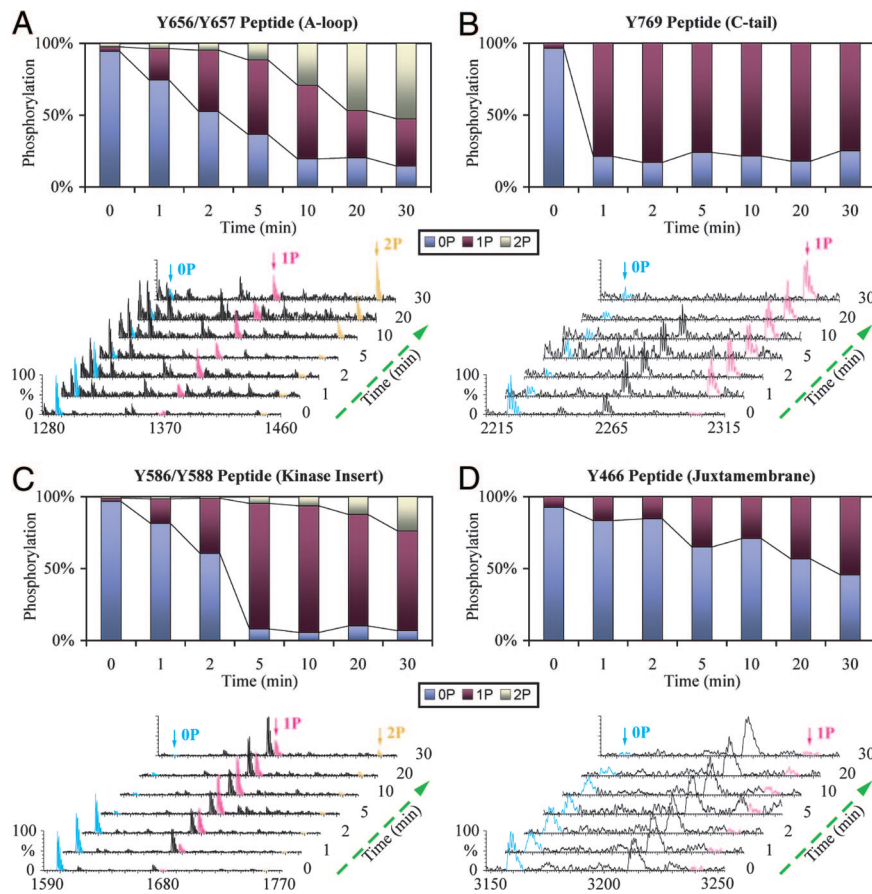 A
Y656/Y657 Peptide (A-loop)
Phosphorylation
100%
50%
0%
0 1 2 5 10 20 30
Time (min)
B
Y769 Peptide (C-tail)
Phosphorylation
100%
50%
0%
0 1 2 5 10 20 30
Time (min)
0P 1P 2P
0P
1P
2P
100
%
0
1280 1370 1460
0
1
2
5
10
20
30
Time (min)
0P
1P
100
%
0
2215 2265 2315
0
1
2
5
10
20
30
Time (min)
C
Y586/Y588 Peptide (Kinase Insert)
Phosphorylation
100%
50%
0%
0 1 2 5 10 20 30
Time (min)
D
Y466 Peptide (Juxtamembrane)
Phosphorylation
100%
50%
0%
0 1 2 5 10 20 30
Time (min)
0P 1P 2P
0P
1P
2P
100
%
0
1590 1680 1770
0
1
2
5
10
20
30
Time (min)
0P
1P
100
%
0
3150 3200 3250
0
1
2
5
10
20
30
Time (min)